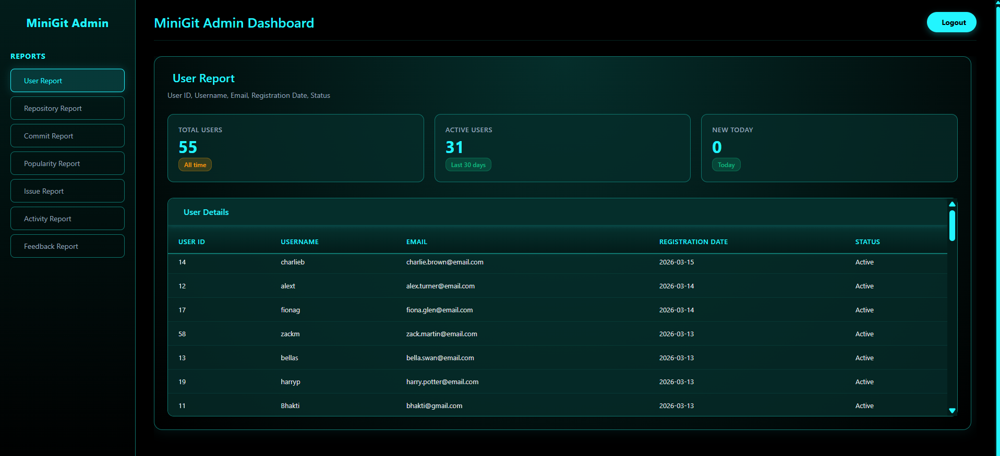 MiniGit Admin
REPORTS
User Report
Repository Report
Commit Report
Popularity Report
Issue Report
Activity Report
Feedback Report
MiniGit Admin Dashboard
Logout
User Report
User ID, Username, Email, Registration Date, Status
TOTAL USERS
55
All time
ACTIVE USERS
31
Last 30 days
NEW TODAY
0
Today
User Details
USER ID USERNAME EMAIL REGISTRATION DATE STATUS
14 charlieb charlie.brown@email.com 2026-03-15 Active
12 alext alex.turner@email.com 2026-03-14 Active
17 fionag fiona.glen@email.com 2026-03-14 Active
58 zackm zack.martin@email.com 2026-03-13 Active
13 bellas bella.swan@email.com 2026-03-13 Active
19 harryp harry.potter@email.com 2026-03-13 Active
11 Bhakti bhakti@gmail.com 2026-03-13 Active